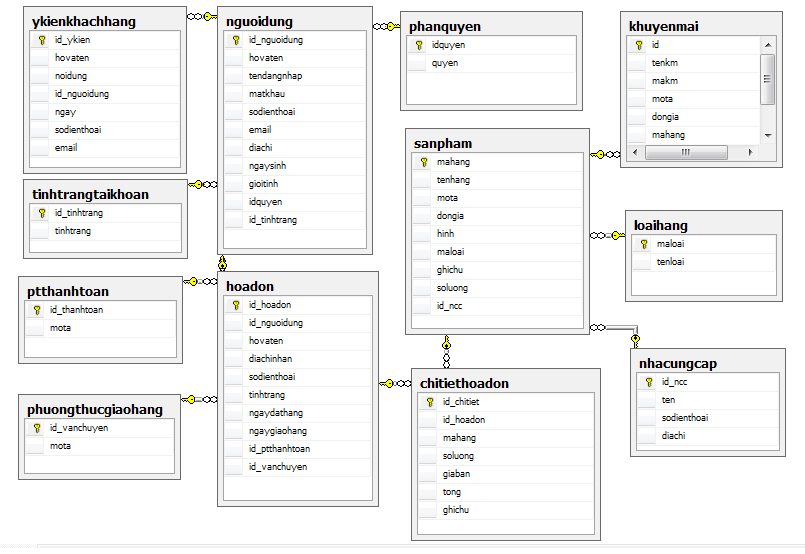 ykienkhachhang
id_ykien
hovaten
noidung
id_nguoidung
ngay
sodienthoai
email
nguoidung
id_nguoidung
hovaten
tendangnhap
matkhau
sodienthoai
email
diachi
ngaysinh
gioitinh
idquyen
id_tinhtrang
phanquyen
idquyen
quyen
khuyenmai
id
tenkm
makm
mota
dongia
mahang
tinhtrangtaikhoan
id_tinhtrang
tinhtrang
sanpham
mahang
tenhang
mota
dongia
hinh
maloai
ghichu
soluong
id_ncc
loaihang
maloai
tenloai
ptthanhtoan
id_thanhtoan
mota
hoadon
id_hoadon
id_nguoidung
hovaten
diachinhan
sodienthoai
tinhtrang
ngaydathang
ngaygiaohang
id_ptthanhtoan
id_vanchuyen
phuongthucgiaohang
id_vanchuyen
mota
chitiethoadon
id_chitiet
id_hoadon
mahang
soluong
giaban
tong
ghichu
nhacungcap
id_ncc
ten
sodienthoai
diachi